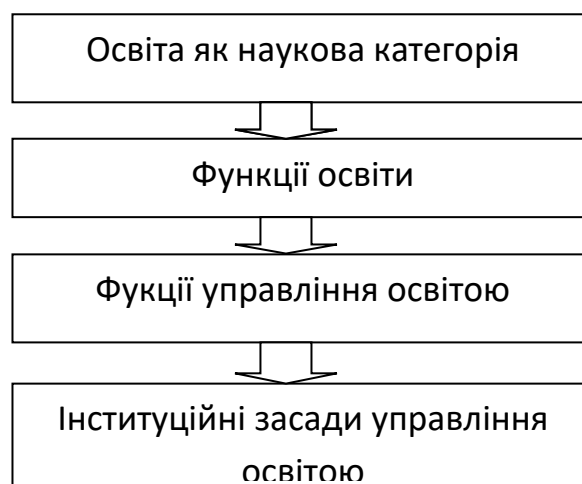 Освіта як наукова категорія
Функції освіти
Фукції управління освітою
Інституційні засади управління
освітою